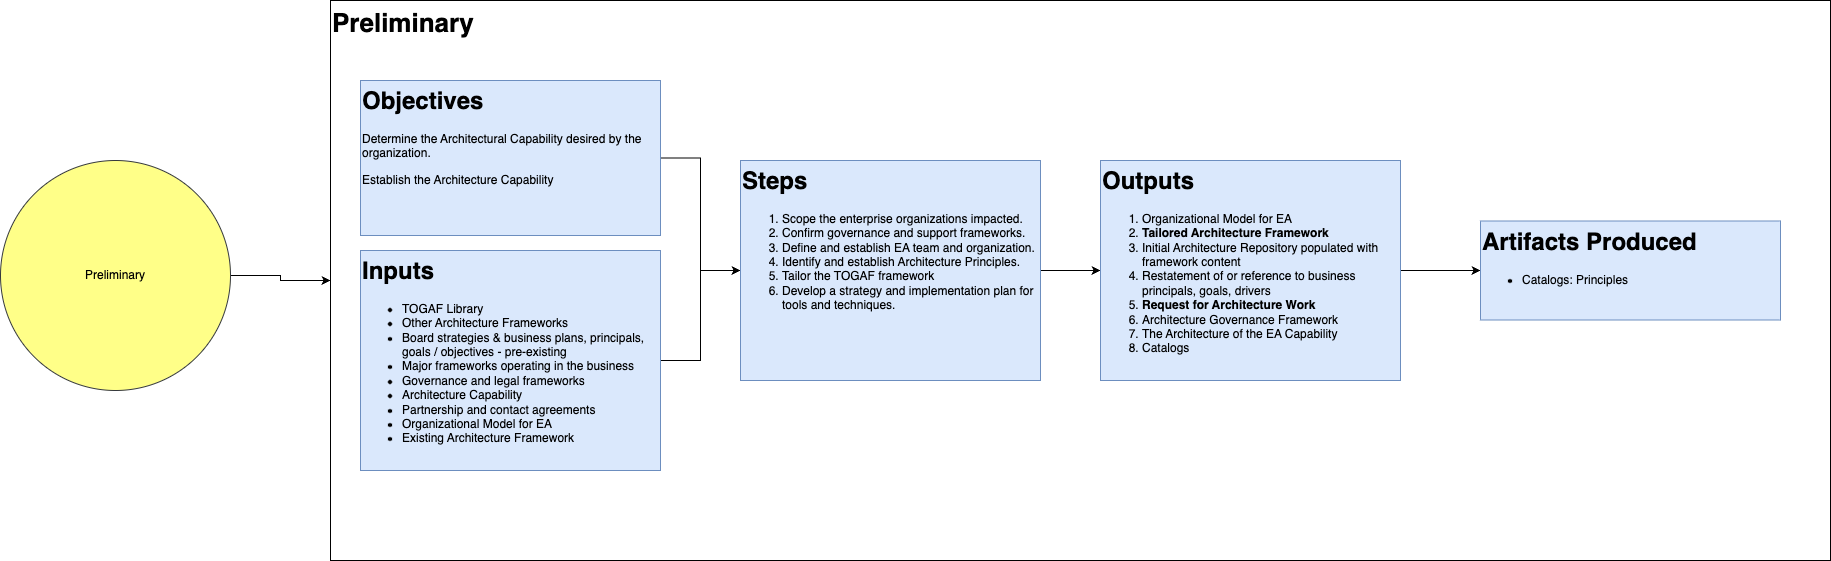 Preliminary
Preliminary
Objectives
Determine the Architectural Capability desired by the
organization.
Establish the Architecture Capability
Inputs
• TOGAF Library
• Other Architecture Frameworks
• Board strategies & business plans, principals,
goals / objectives - pre-existing
• Major frameworks operating in the business
• Governance and legal frameworks
• Architecture Capability
• Partnership and contact agreements
• Organizational Model for EA
• Existing Architecture Framework
Steps
1. Scope the enterprise organizations impacted.
2. Confirm governance and support frameworks.
3. Define and establish EA team and organization.
4. Identify and establish Architecture Principles.
5. Tailor the TOGAF framework
6. Develop a strategy and implementation plan for
tools and techniques.
Outputs
1. Organizational Model for EA
2. Tailored Architecture Framework
3. Initial Architecture Repository populated with
framework content
4. Restatement of or reference to business
principals, goals, drivers
5. Request for Architecture Work
6. Architecture Governance Framework
7. The Architecture of the EA Capability
8. Catalogs
Artifacts Produced
• Catalogs: Principles